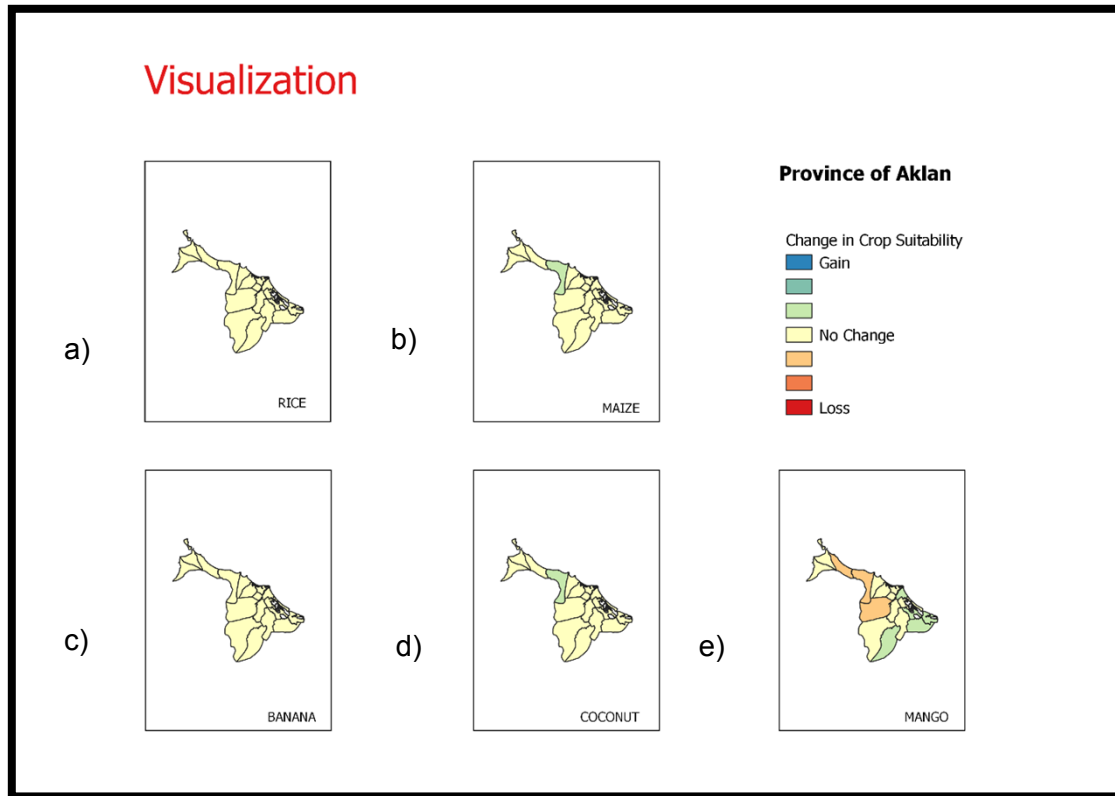 Visualization
Province of Aklan
Change in Crop Suitability
Gain
No Change
Loss
a)
RICE
b)
MAIZE
c)
BANANA
d)
COCONUT
e)
MANGO